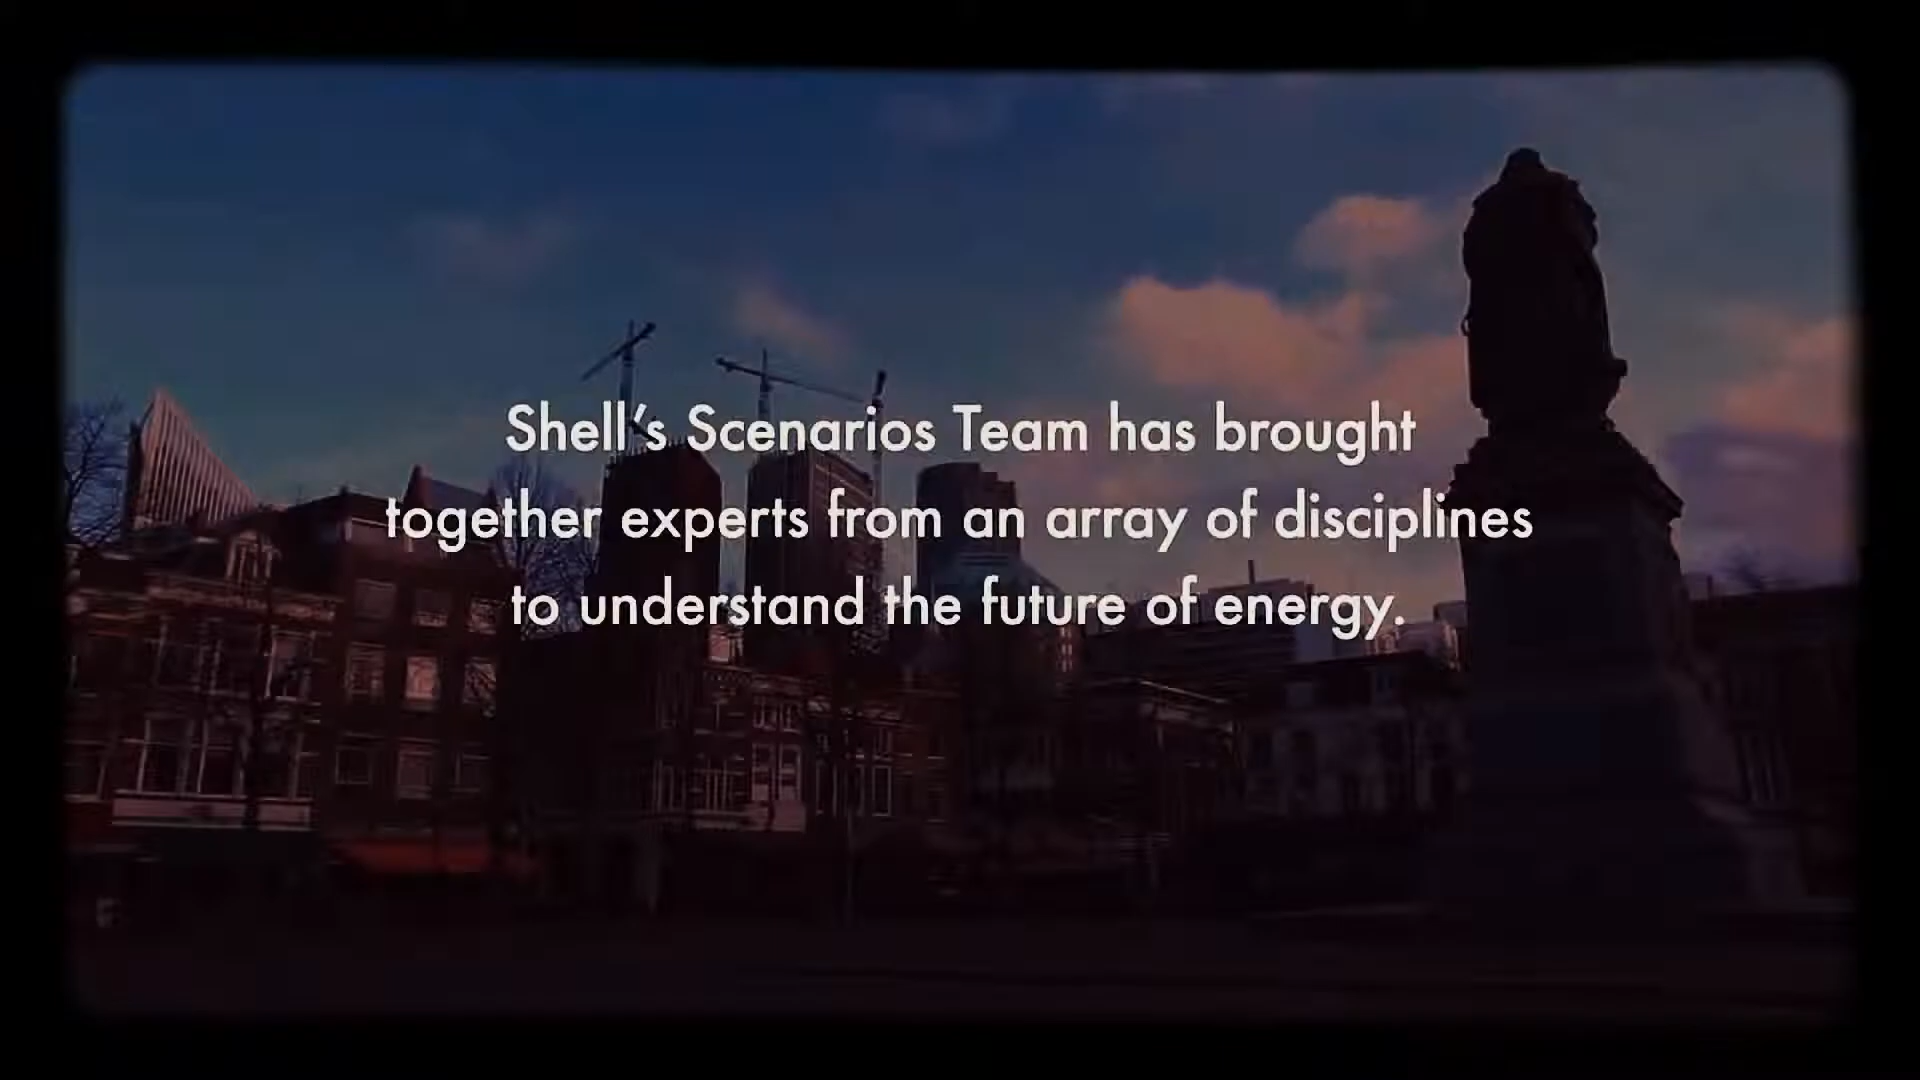 Shell’s Scenarios Team has brought
together experts from an array of disciplines
to understand the future of energy.